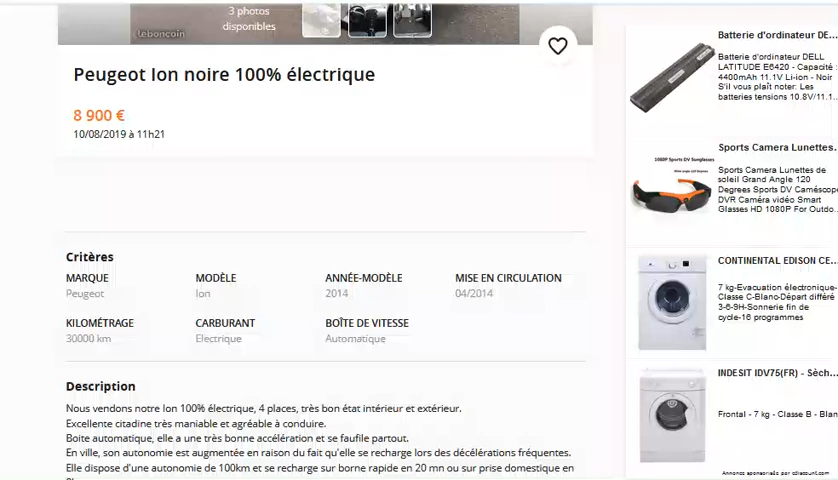 3 photos
disponibles
leboncoin
Peugeot Ion noire 100% électrique
8 900 €
10/08/2019 à 11h21
Critères
MARQUE
Peugeot
MODÈLE
Ion
ANNÉE-MODÈLE
2014
MISE EN CIRCULATION
04/2014
KILOMÉTRAGE
30000 km
CARBURANT
Electrique
BOÎTE DE VITESSE
Automatique
Description
Nous vendons notre Ion 100% électrique, 4 places, très bon état intérieur et extérieur.
Excellente citadine très maniable et agréable à conduire.
Boite automatique, elle a une très bonne accélération et se faufile partout.
En ville, son autonomie est augmentée en raison du fait qu'elle se recharge lors des décélérations fréquentes.
Elle dispose d'une autonomie de 100km et se recharge sur borne rapide en 20 mn ou sur prise domestique en
Batterie d'ordinateur DE...
Batterie d'ordinateur DELL
LATITUDE E6420 - Capacité :
4400mAh 11.1V Li-ion - Noir
S'il vous plaît noter: Les
batteries tensions 10.8V/11.1...
Sports Camera Lunettes...
1080P Sports DV Sunglasses
Sports Camera Lunettes de
soleil Grand Angle 120
Degrees Sports DV Caméscope
DVR Caméra vidéo Smart
Glasses HD 1080P For Outdo...
CONTINENTAL EDISON CE...
7 kg-Evacuation électronique-
Classe C-Blanc-Départ différé
3-6-9H-Sonnerie fin de
cycle-16 programmes
INDESIT IDV75(FR) - Sèch...
Frontal - 7 kg - Classe B - Blan
Annonces sponsorisés par cdiscount.com